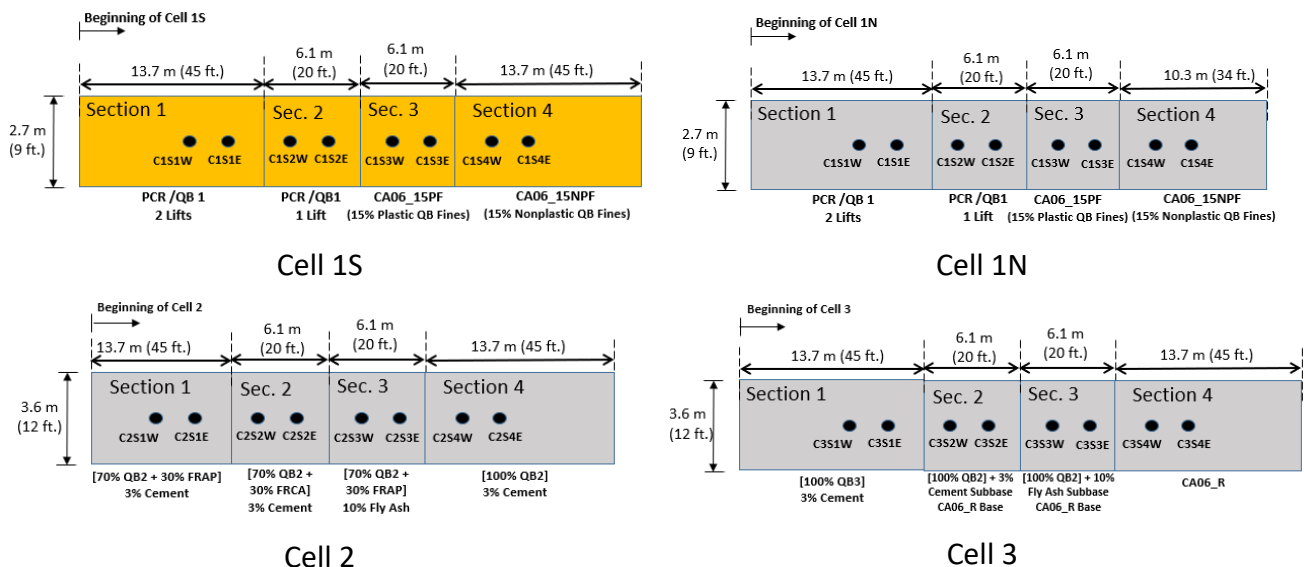 Beginning of Cell 1S
6.1 m
(20 ft.)
6.1 m
(20 ft.)
13.7 m (45 ft.)
13.7 m (45 ft.)
2.7 m
(9 ft.)
Section 1
Sec. 2
Sec. 3
Section 4
C1S1W C1S1E
C1S2W C1S2E
C1S3W C1S3E
C1S4W C1S4E
PCR /QB 1
2 Lifts
PCR /QB1
1 Lift
CA06_15PF
(15% Plastic QB Fines)
CA06_15NPF
(15% Nonplastic QB Fines)
Cell 1S
Beginning of Cell 1N
6.1 m
(20 ft.)
6.1 m
(20 ft.)
13.7 m (45 ft.)
10.3 m (34 ft.)
2.7 m
(9 ft.)
Section 1
Sec. 2
Sec. 3
Section 4
C1S1W C1S1E
C1S2W C1S2E
C1S3W C1S3E
C1S4W C1S4E
PCR /QB 1
2 Lifts
PCR /QB1
1 Lift
CA06_15PF
(15% Plastic QB Fines)
CA06_15NPF
(15% Nonplastic QB Fines)
Cell 1N
Beginning of Cell 2
6.1 m
(20 ft.)
6.1 m
(20 ft.)
13.7 m (45 ft.)
13.7 m (45 ft.)
3.6 m
(12 ft.)
Section 1
Sec. 2
Sec. 3
Section 4
C2S1W C2S1E
C2S2W C2S2E
C2S3W C2S3E
C2S4W C2S4E
[70% QB2 + 30% FRAP]
3% Cement
[70% QB2 +
30% FRCA]
3% Cement
[70% QB2 +
30% FRAP]
10% Fly Ash
[100% QB2]
3% Cement
Cell 2
Beginning of Cell 3
6.1 m
(20 ft.)
6.1 m
(20 ft.)
13.7 m (45 ft.)
13.7 m (45 ft.)
3.6 m
(12 ft.)
Section 1
Sec. 2
Sec. 3
Section 4
C3S1W C3S1E
C3S2W C3S2E
C3S3W C3S3E
C3S4W C3S4E
[100% QB3]
3% Cement
[100% QB2] + 3%
Cement Subbase
CA06_R Base
[100% QB2] + 10%
Fly Ash Subbase
CA06_R Base
CA06_R
Cell 3